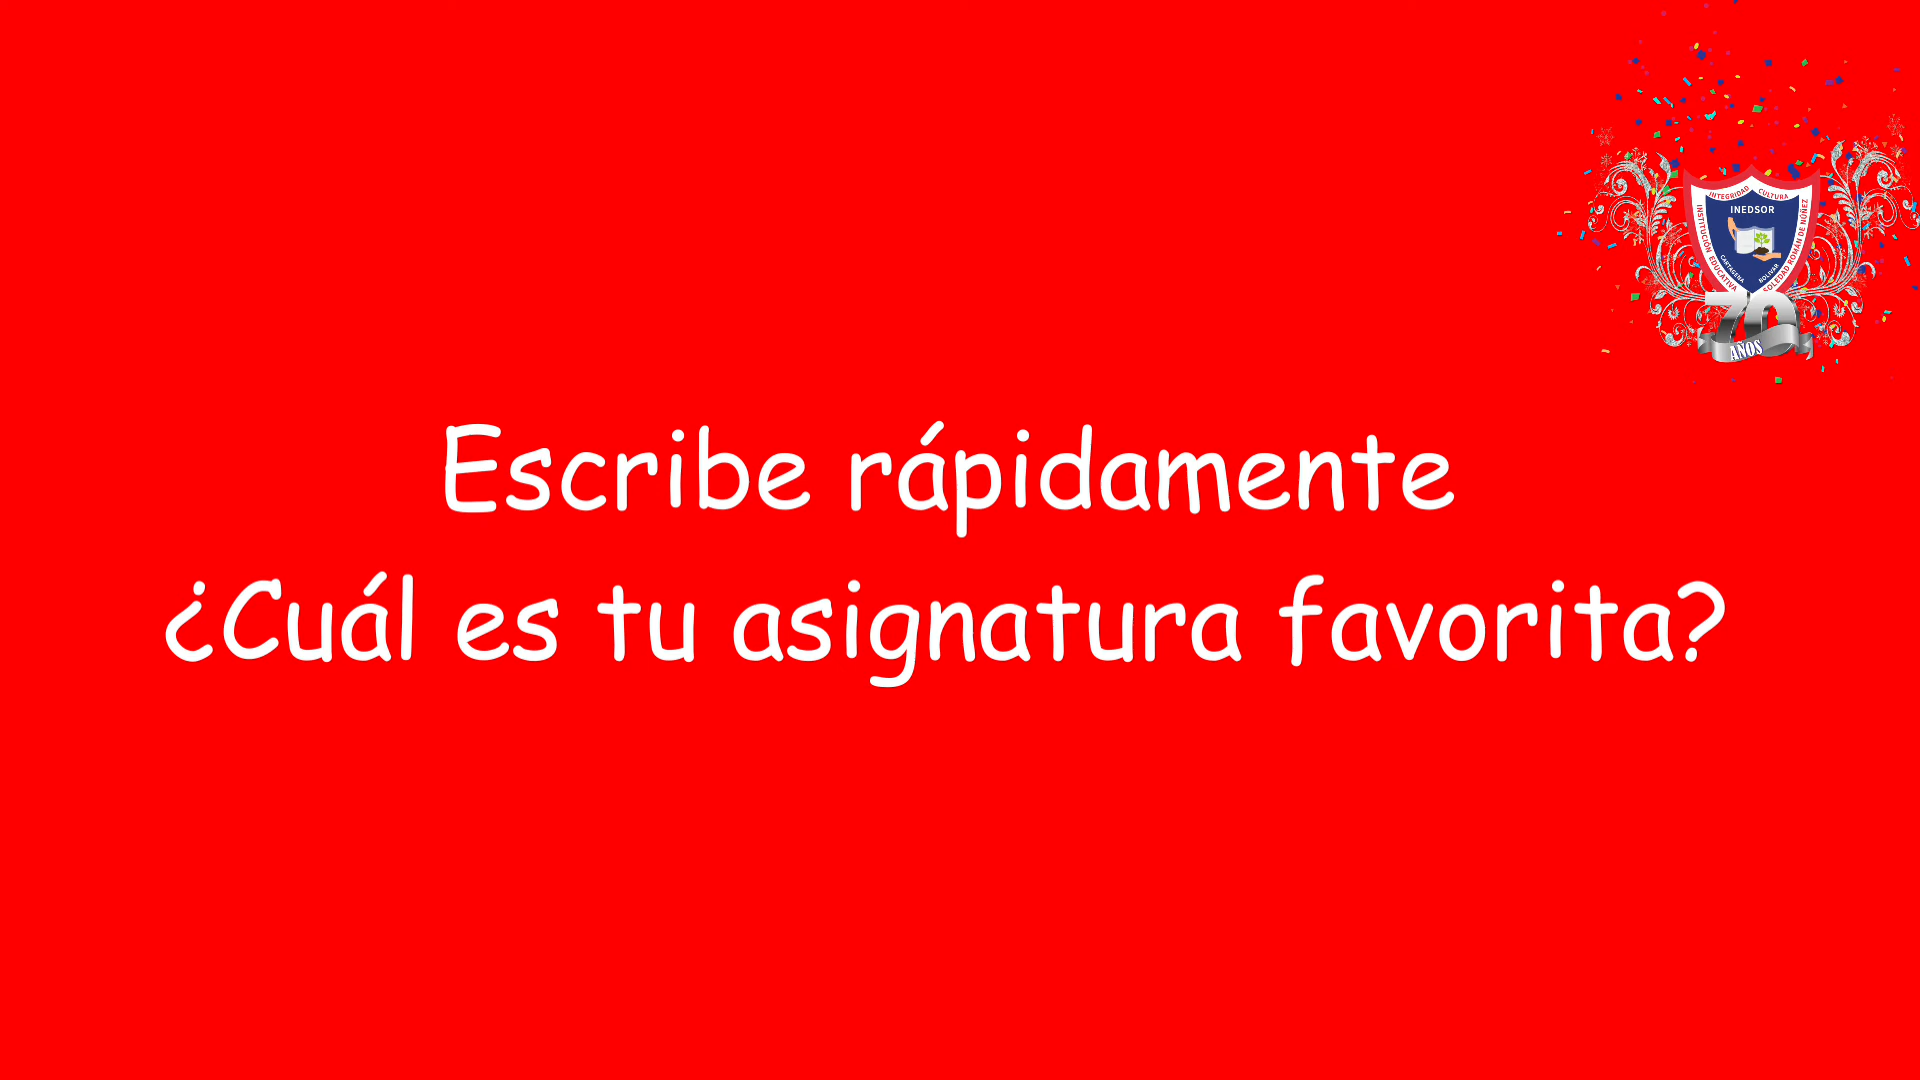 INTEGRIDAD CULTURA
INEDSOR
INSTITUCIÓN EDUCATIVA SOLEDAD ROMÁN DE NÚÑEZ
CARTAGENA BOLIVAR
70
AÑOS
Escribe rápidamente
¿Cuál es tu asignatura favorita?